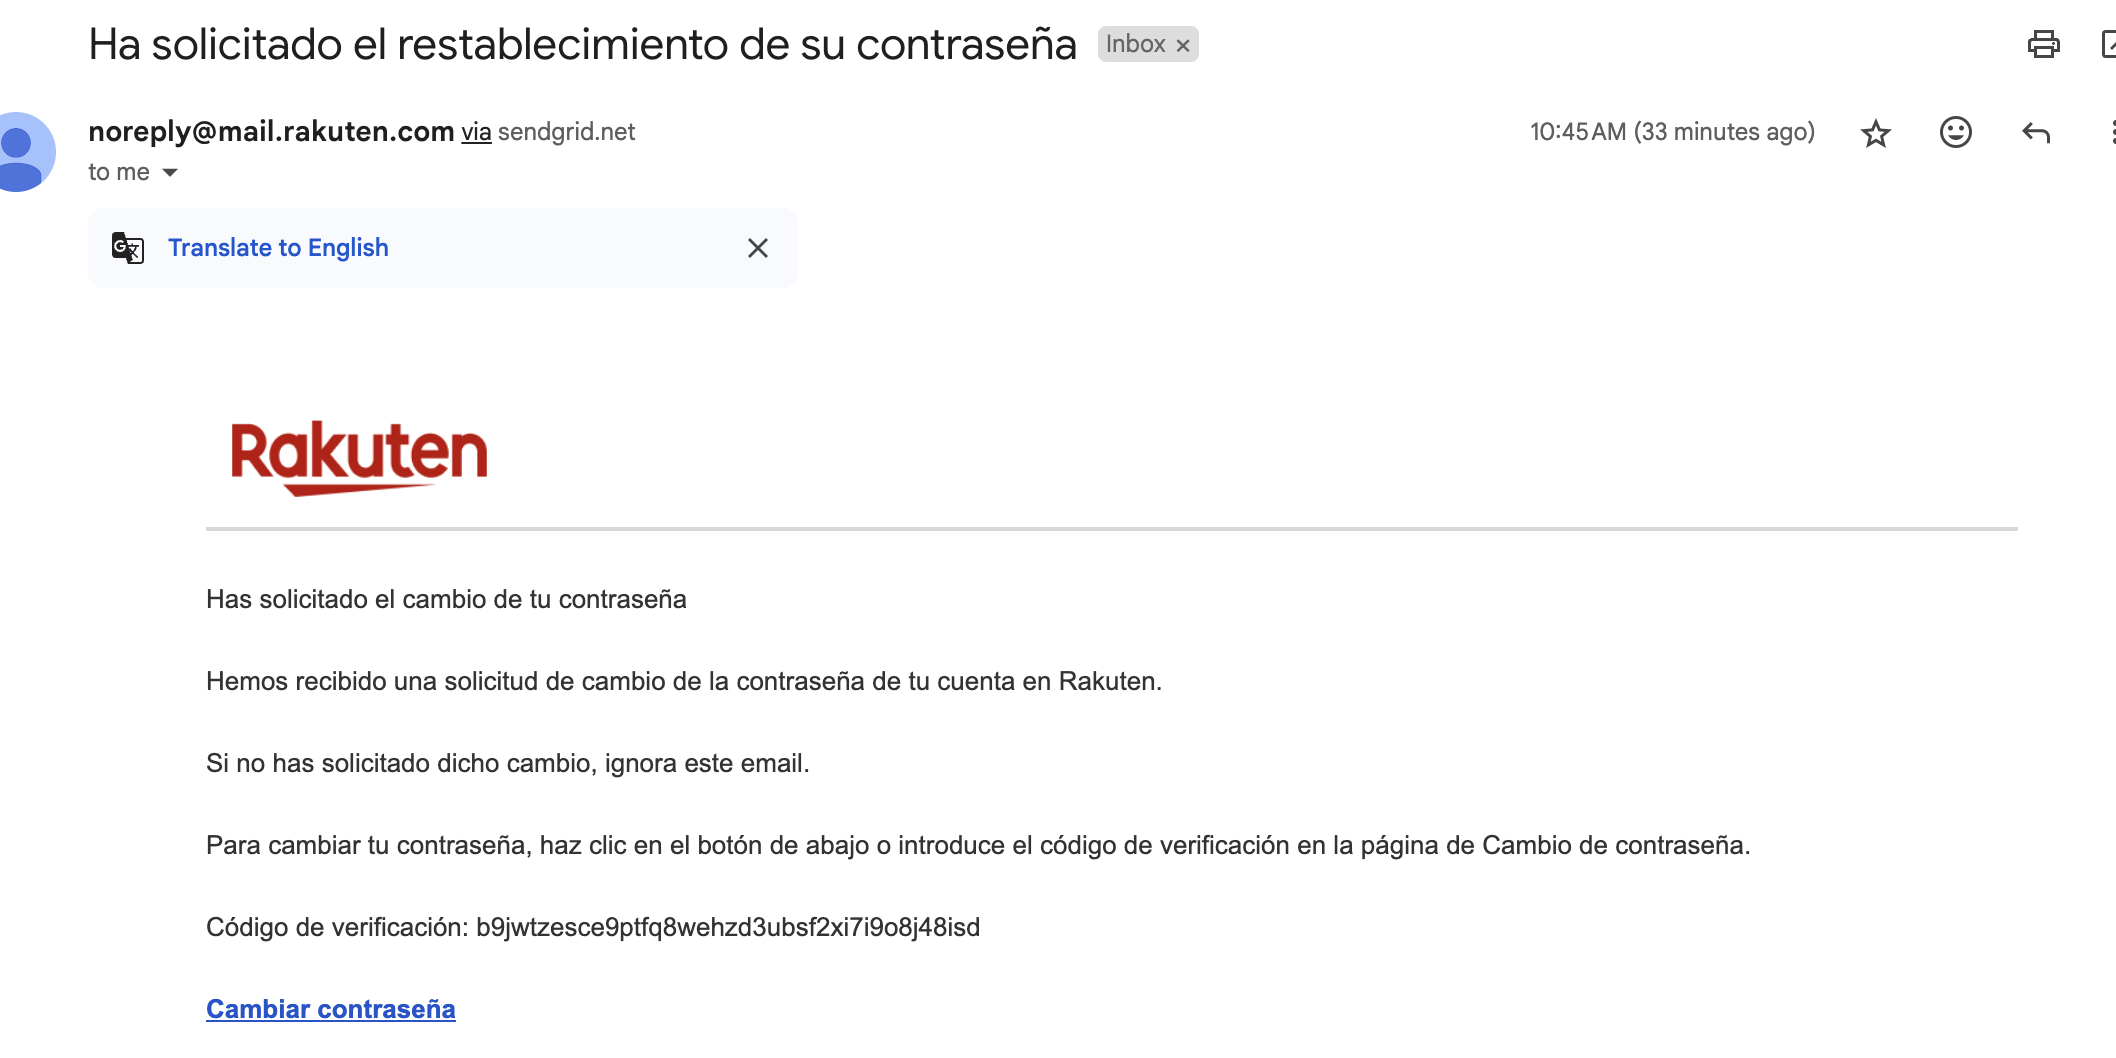 Ha solicitado el restablecimiento de su contraseña Inbox ×
noreply@mail.rakuten.com via sendgrid.net 10:45 AM (33 minutes ago)
to me
Translate to English
Rakuten
Has solicitado el cambio de tu contraseña
Hemos recibido una solicitud de cambio de la contraseña de tu cuenta en Rakuten.
Si no has solicitado dicho cambio, ignora este email.
Para cambiar tu contraseña, haz clic en el botón de abajo o introduce el código de verificación en la página de Cambio de contraseña.
Código de verificación: b9jwtzesce9ptfq8wehzd3ubsf2xi7i9o8j48isd
Cambiar contraseña